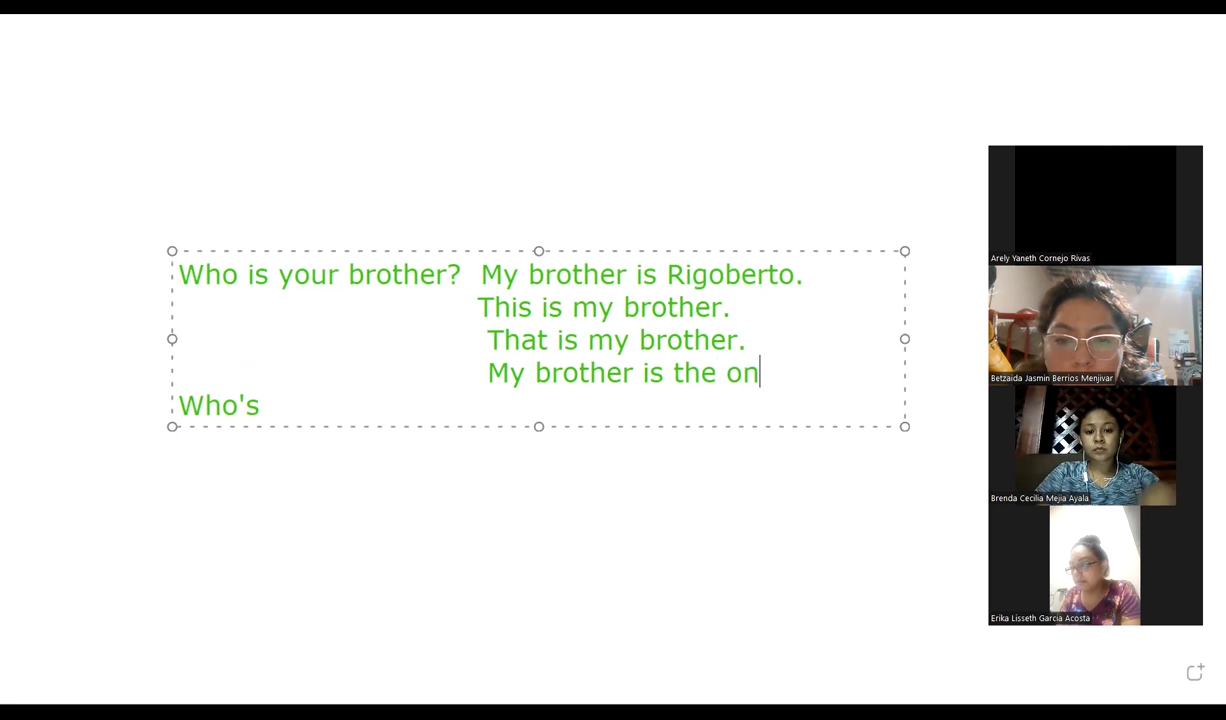 Who is your brother? My brother is Rigoberto.
This is my brother.
That is my brother.
My brother is the on
Who's
Arely Yaneth Cornejo Rivas
Betzaida Jasmin Berrios Menjivar
Brenda Cecilia Mejia Ayala
Erika Lisseth Garcia Acosta